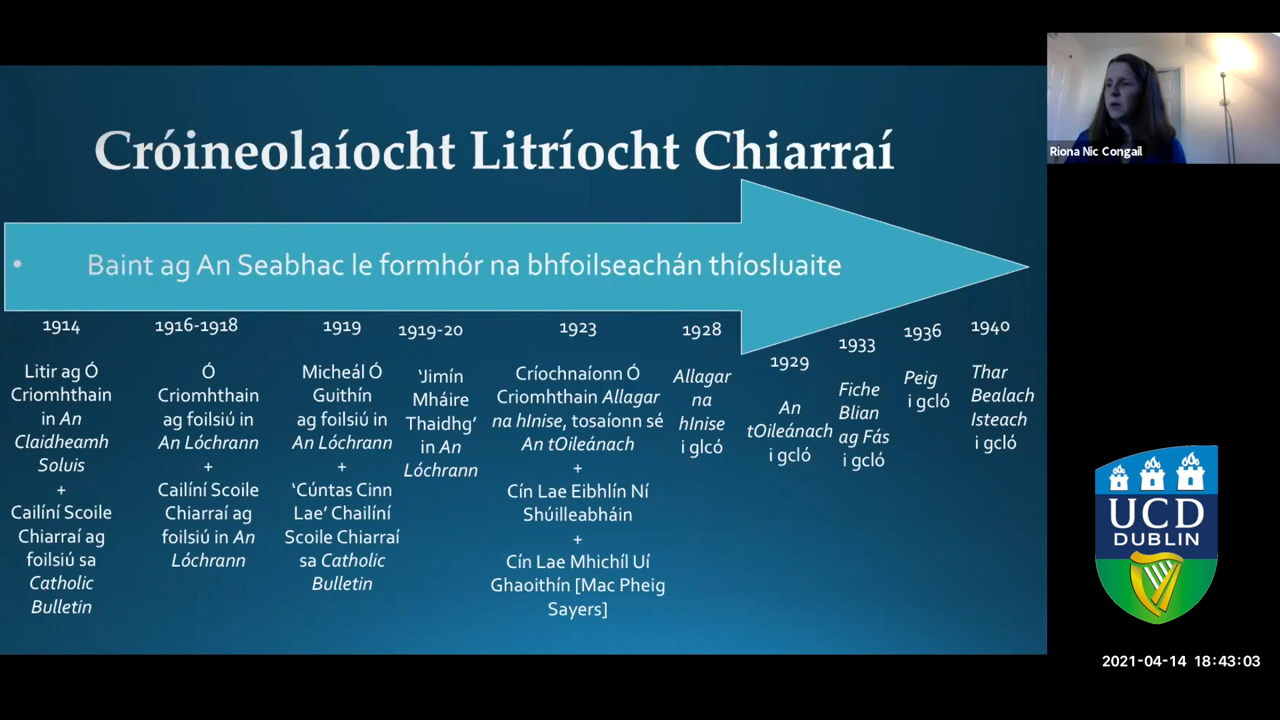 Cróineolaíocht Litríocht Chiarraí
• Baint ag An Seabhac le formhór na bhfoilseachán thíosluaite
1914
Litir ag Ó
Criomhthain
in An
Claidheamh
Soluis
+
Cailíní Scoile
Chiarraí ag
foilsiú sa
Catholic
Bulletin
1916-1918
Ó
Criomhthain
ag foilsiú in
An Lóchrann
+
Cailíní Scoile
Chiarraí ag
foilsiú in An
Lóchrann
1919
Micheál Ó
Guithín
ag foilsiú in
An Lóchrann
+
‘Cúntas Cinn
Lae’ Chailíní
Scoile Chiarraí
sa Catholic
Bulletin
1919-20
‘Jimín
Mháire
Thaidhg’
in An
Lóchrann
1923
Críochnaíonn Ó
Criomhthain Allagar
na hInise, tosaíonn sé
An tOileánach
+
Cín Lae Eibhlín Ní
Shúilleabháin
+
Cín Lae Mhichíl Uí
Ghaoithín [Mac Pheig
Sayers]
1928
Allagar
na
hInise
i glcó
1929
An
tOileánach
i gcló
1933
Fiche
Blian
ag Fás
i gcló
1936
Peig
i gcló
1940
Thar
Bealach
Isteach
i gcló
Ríona Nic Congail
UCD
DUBLIN
2021-04-14 18:43:03